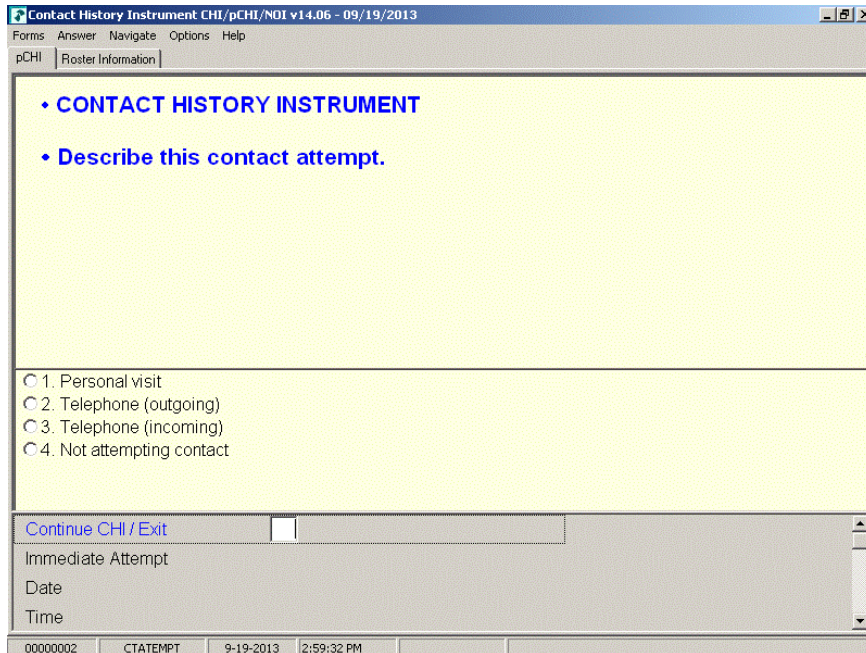 Contact History Instrument CHI/pCHI/NOI v14.06 - 09/19/2013
Forms Answer Navigate Options Help
pCHI Roster Information
• CONTACT HISTORY INSTRUMENT
• Describe this contact attempt.
1. Personal visit
2. Telephone (outgoing)
3. Telephone (incoming)
4. Not attempting contact
Continue CHI / Exit
Immediate Attempt
Date
Time
00000002 CTATEMPT 9-19-2013 2:59:32 PM